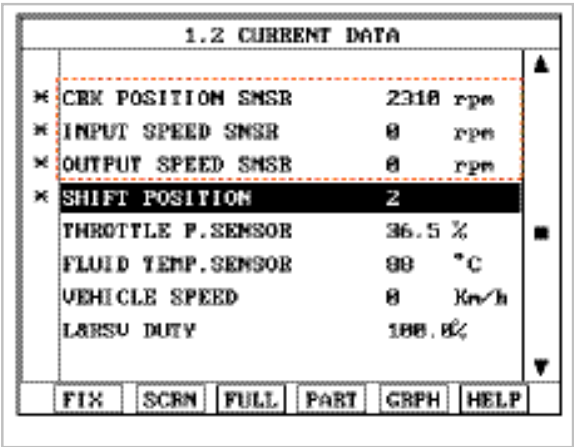 1.2 CURRENT DATA
* CRK POSITION SNSR 2310 rpm
* INPUT SPEED SNSR 0 rpm
* OUTPUT SPEED SNSR 0 rpm
* SHIFT POSITION 2
THROTTLE P.SENSOR 36.5 %
FLUID TEMP.SENSOR 88 °C
VEHICLE SPEED 0 Km/h
L&RSV DUTY 100.0%
FIX SCRN FULL PART GRPH HELP